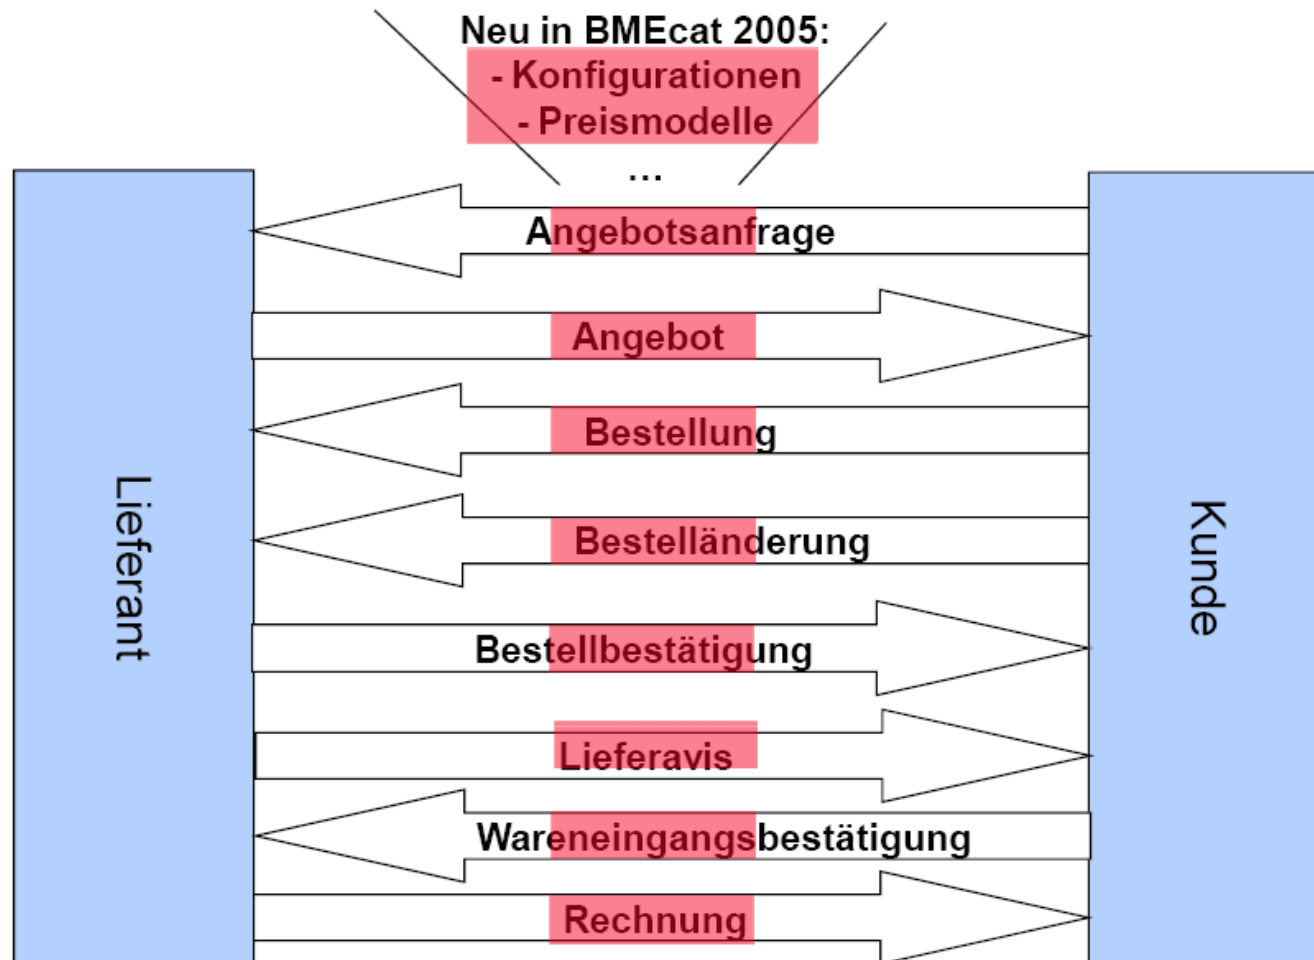 Neu in BMEcat 2005:
- Konfigurationen
- Preismodelle
...
Angebotsanfrage
Angebot
Bestellung
Bestelländerung
Bestellbestätigung
Lieferavis
Wareneingangsbestätigung
Rechnung
Lieferant
Kunde